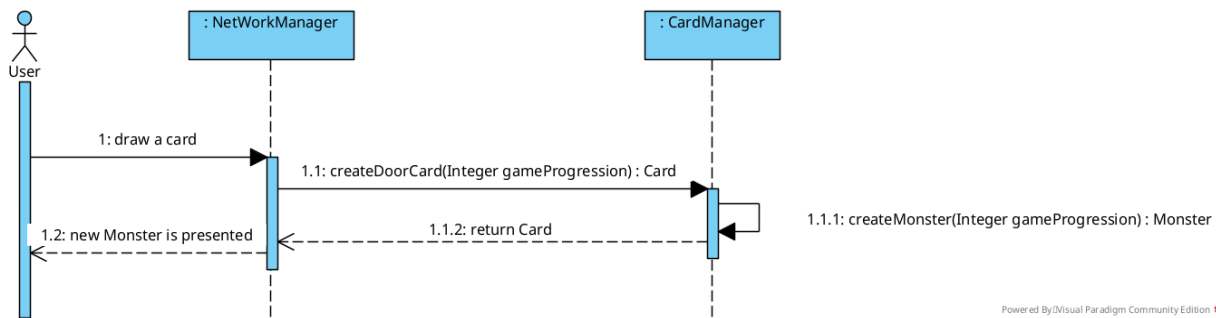 : NetWorkManager
: CardManager
User
1: draw a card
1.1: createDoorCard(Integer gameProgression) : Card
1.1.1: createMonster(Integer gameProgression) : Monster
1.1.2: return Card
1.2: new Monster is presented
Powered By Visual Paradigm Community Edition